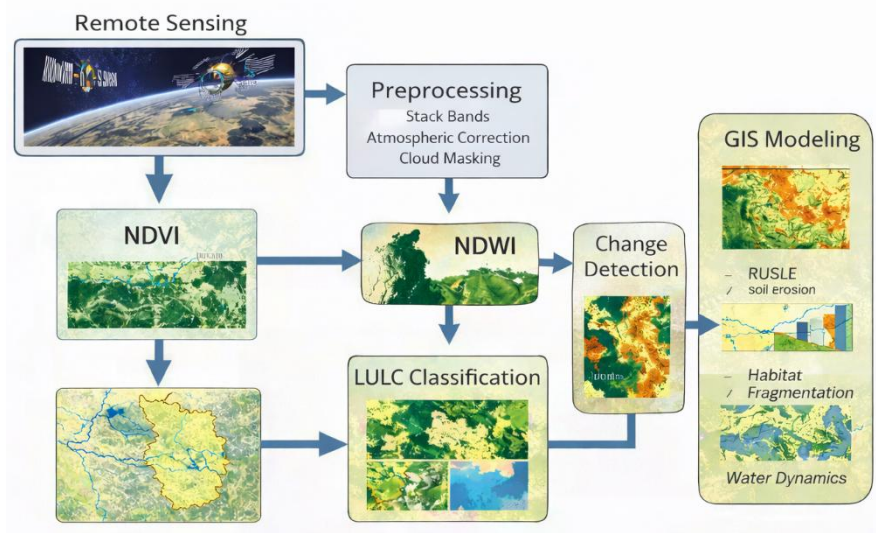 Remote Sensing
Preprocessing
Stack Bands
Atmospheric Correction
Cloud Masking
GIS Modeling
NDVI
NDWI
Change
Detection
– RUSLE
✓ soil erosion
LULC Classification
– Habitat
✓ Fragmentation
Water Dynamics